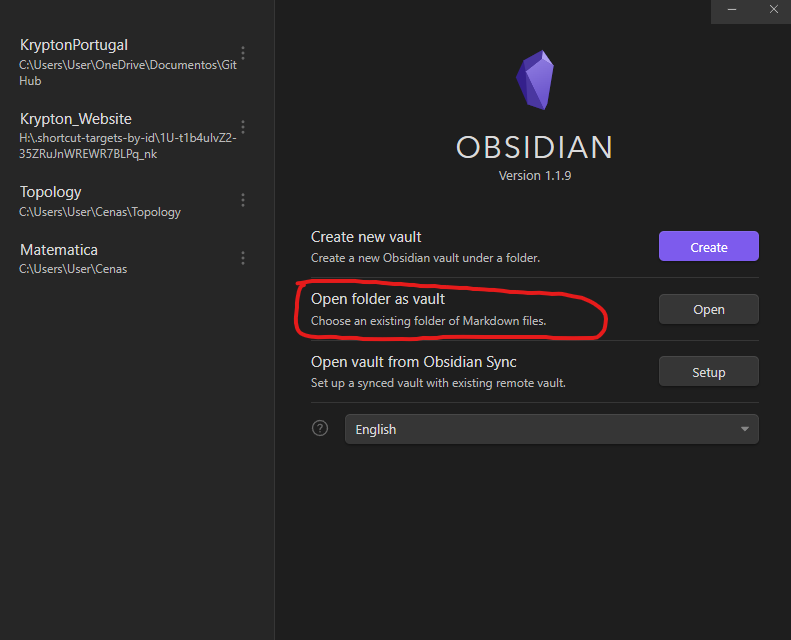 KryptonPortugal
C:\Users\User\OneDrive\Documentos\Git
Hub
Krypton_Website
H:\.shortcut-targets-by-id\1U-t1b4ulvZ2-
35ZRuJnWREWR7BLPq_nk
Topology
C:\Users\User\Cenas\Topology
Matematica
C:\Users\User\Cenas
OBSIDIAN
Version 1.1.9
Create new vault
Create a new Obsidian vault under a folder.
Create
Open folder as vault
Choose an existing folder of Markdown files.
Open
Open vault from Obsidian Sync
Set up a synced vault with existing remote vault.
Setup
?
English